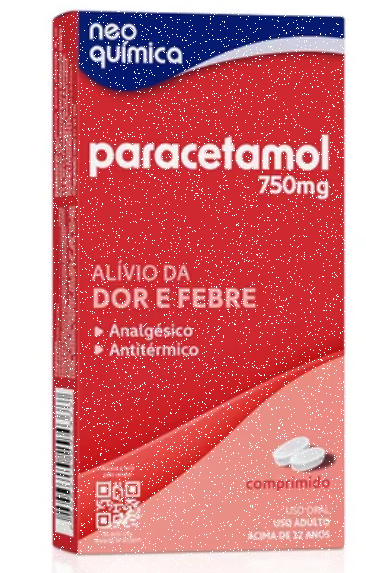 neo
química
paracetamol
750mg
ALÍVIO DA
DOR E FEBRE
Analgésico
Antitérmico
comprimido
USO ORAL
USO ADULTO
ACIMA DE 12 ANOS